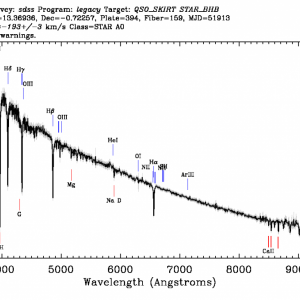 vey: sdss Program: legacy Target: QSO_SKIRT STAR_BHB
=13.36936, Dec=-0.72257, Plate=394, Fiber=159, MJD=51913
=-193+/-3 km/s Class=STAR A0
warnings.
Hδ Hγ
OIII
Hβ
OIII
HeI
OI
NII Hα
SII
ArIII
H
G
Mg
Na D
CaII
4000 5000 6000 7000 8000 9000
Wavelength (Angstroms)